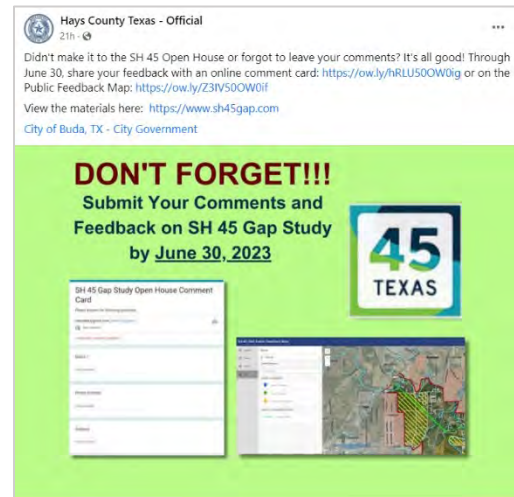 Hays County Texas - Official
21h ·
Didn't make it to the SH 45 Open House or forgot to leave your comments? It's all good! Through
June 30, share your feedback with an online comment card: https://ow.ly/hRLU50OW0ig or on the
Public Feedback Map: https://ow.ly/Z3IV50OW0if
View the materials here: https://www.sh45gap.com
City of Buda, TX - City Government
DON'T FORGET!!!
Submit Your Comments and
Feedback on SH 45 Gap Study
by June 30, 2023
45
TEXAS
SH 45 Gap Study Open House Comment
Card